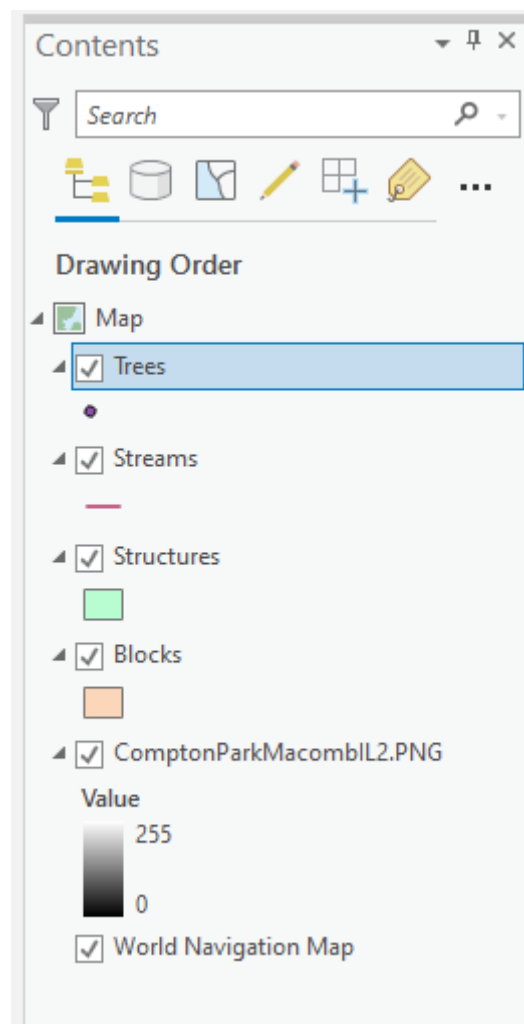 Contents
Search
Drawing Order
Map
Trees
Streams
Structures
Blocks
ComptonParkMacombIL2.PNG
Value
255
0
World Navigation Map